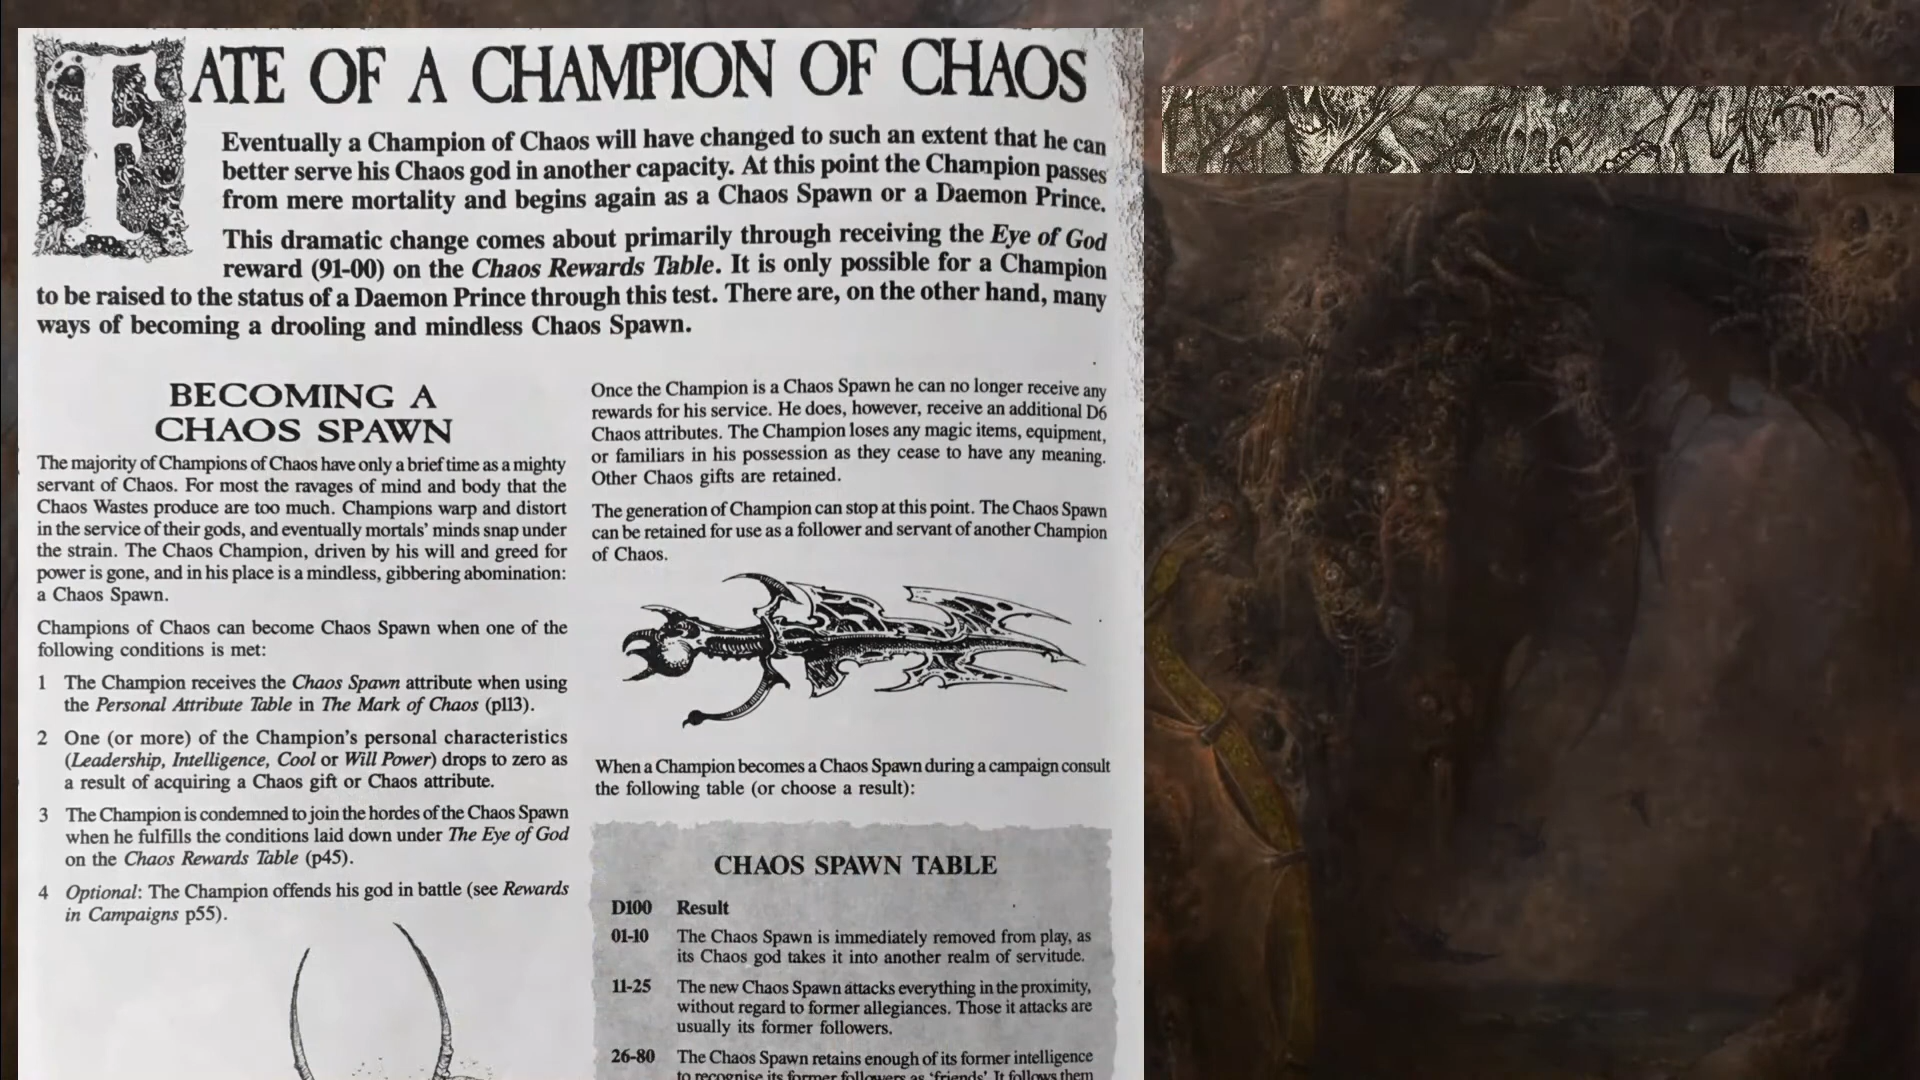 FATE OF A CHAMPION OF CHAOS
Eventually a Champion of Chaos will have changed to such an extent that he can
better serve his Chaos god in another capacity. At this point the Champion passes
from mere mortality and begins again as a Chaos Spawn or a Daemon Prince.
This dramatic change comes about primarily through receiving the Eye of God
reward (91-00) on the Chaos Rewards Table. It is only possible for a Champion
to be raised to the status of a Daemon Prince through this test. There are, on the other hand, many
ways of becoming a drooling and mindless Chaos Spawn.
BECOMING A
CHAOS SPAWN
The majority of Champions of Chaos have only a brief time as a mighty
servant of Chaos. For most the ravages of mind and body that the
Chaos Wastes produce are too much. Champions warp and distort
in the service of their gods, and eventually mortals' minds snap under
the strain. The Chaos Champion, driven by his will and greed for
power is gone, and in his place is a mindless, gibbering abomination:
a Chaos Spawn.
Champions of Chaos can become Chaos Spawn when one of the
following conditions is met:
1 The Champion receives the Chaos Spawn attribute when using
the Personal Attribute Table in The Mark of Chaos (p113).
2 One (or more) of the Champion's personal characteristics
(Leadership, Intelligence, Cool or Will Power) drops to zero as
a result of acquiring a Chaos gift or Chaos attribute.
3 The Champion is condemned to join the hordes of the Chaos Spawn
when he fulfills the conditions laid down under The Eye of God
on the Chaos Rewards Table (p45).
4 Optional: The Champion offends his god in battle (see Rewards
in Campaigns p55).
Once the Champion is a Chaos Spawn he can no longer receive any
rewards for his service. He does, however, receive an additional D6
Chaos attributes. The Champion loses any magic items, equipment,
or familiars in his possession as they cease to have any meaning.
Other Chaos gifts are retained.
The generation of Champion can stop at this point. The Chaos Spawn
can be retained for use as a follower and servant of another Champion
of Chaos.
When a Champion becomes a Chaos Spawn during a campaign consult
the following table (or choose a result):
CHAOS SPAWN TABLE
D100 Result
01-10 The Chaos Spawn is immediately removed from play, as
its Chaos god takes it into another realm of servitude.
11-25 The new Chaos Spawn attacks everything in the proximity,
without regard to former allegiances. Those it attacks are
usually its former followers.
26-80 The Chaos Spawn retains enough of its former intelligence
to recognise its former followers as 'friends'. It follows them